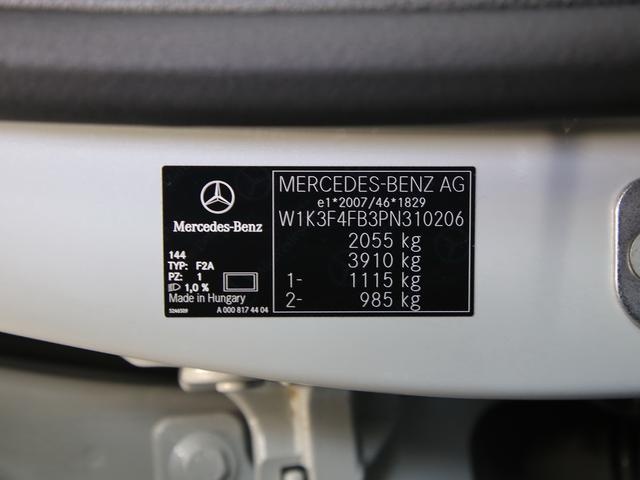 Mercedes-Benz
144
TYP: F2A
PZ: 1
1,0 %
Made in Hungary
A 000 817 44 04
MERCEDES-BENZ AG
e1*2007/46*1829
W1K3F4FB3PN310206
2055 kg
3910 kg
1- 1115 kg
2- 985 kg